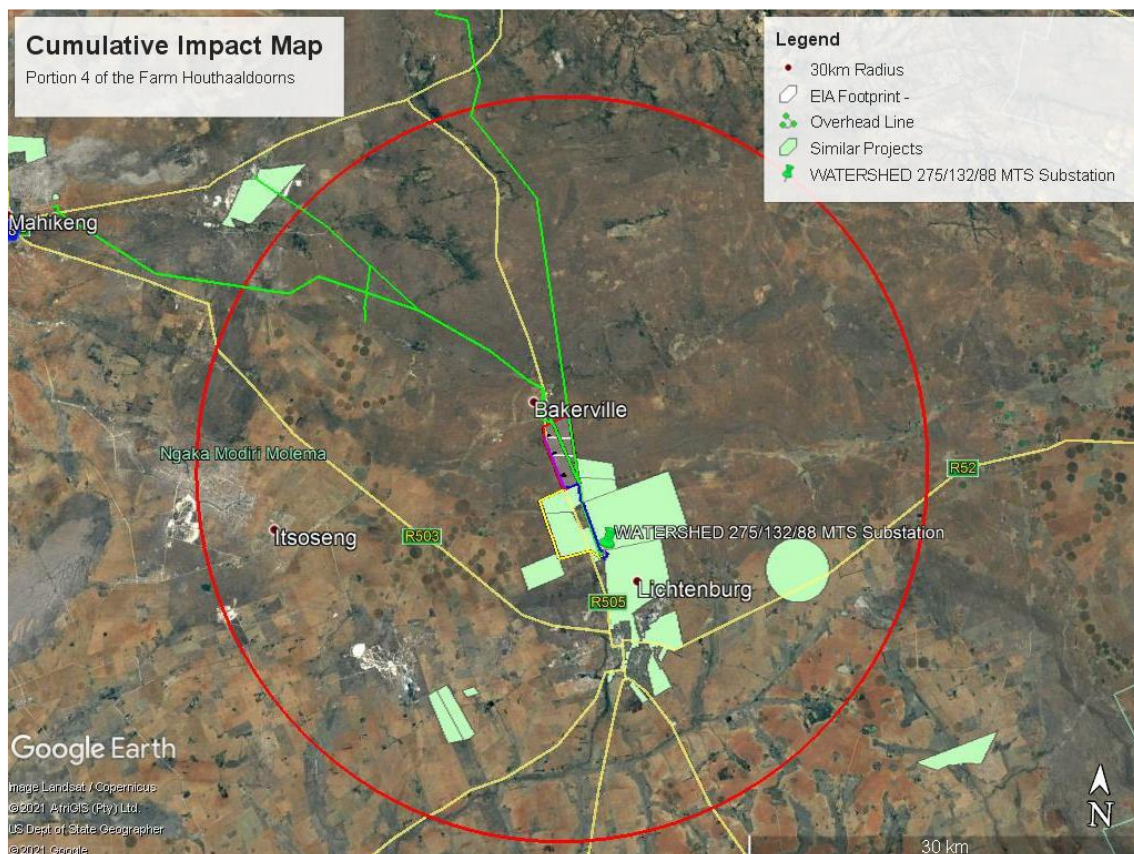 Cumulative Impact Map
Portion 4 of the Farm Houthaaldoorns
Legend
30km Radius
EIA Footprint -
Overhead Line
Similar Projects
WATERSHED 275/132/88 MTS Substation
Mahikeng
Bakerville
Ngaka Modiri Molema
R52
Itsoseng
R503
WATERSHED 275/132/88 MTS Substation
Lichtenburg
R505
Google Earth
Image Landsat / Copernicus
©2021 AfriGIS (Pty) Ltd.
US Dept of State Geographer
©2021 Google
N
30 km